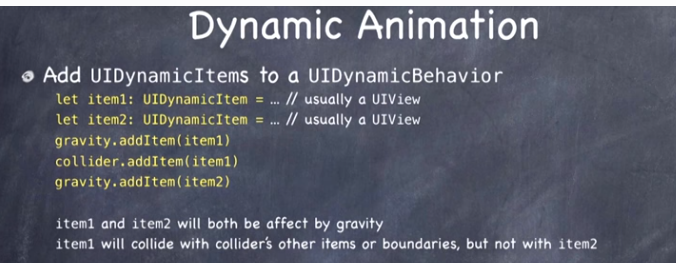 Dynamic Animation
Add UIDynamicItems to a UIDynamicBehavior
let item1: UIDynamicItem = … // usually a UIView
let item2: UIDynamicItem = … // usually a UIView
gravity.addItem(item1)
collider.addItem(item1)
gravity.addItem(item2)
item1 and item2 will both be affect by gravity
item1 will collide with collider's other items or boundaries, but not with item2